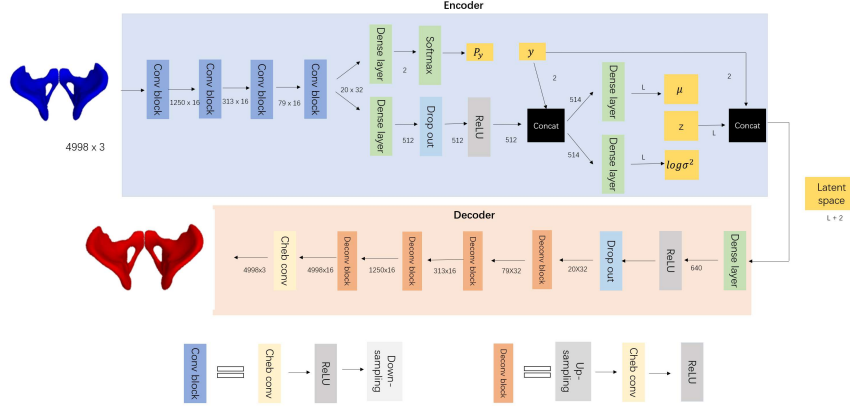 Encoder
4998 x 3
Conv block
1250 x 16
Conv block
313 x 16
Conv block
79 x 16
Conv block
20 x 32
Dense layer
2
Softmax
P_y
y
2
2
Dense layer
512
Drop out
512
ReLU
512
Concat
514
514
Dense layer
L
μ
z
L
Dense layer
L
logσ²
Concat
Latent
space
L + 2
Decoder
Dense layer
640
ReLU
Drop out
20X32
Deconv block
79X32
Deconv block
313x16
Deconv block
1250x16
Deconv block
4998x16
Cheb conv
4998x3
Conv block
Cheb conv
ReLU
Down-
sampling
Deconv block
Up-
sampling
Cheb conv
ReLU